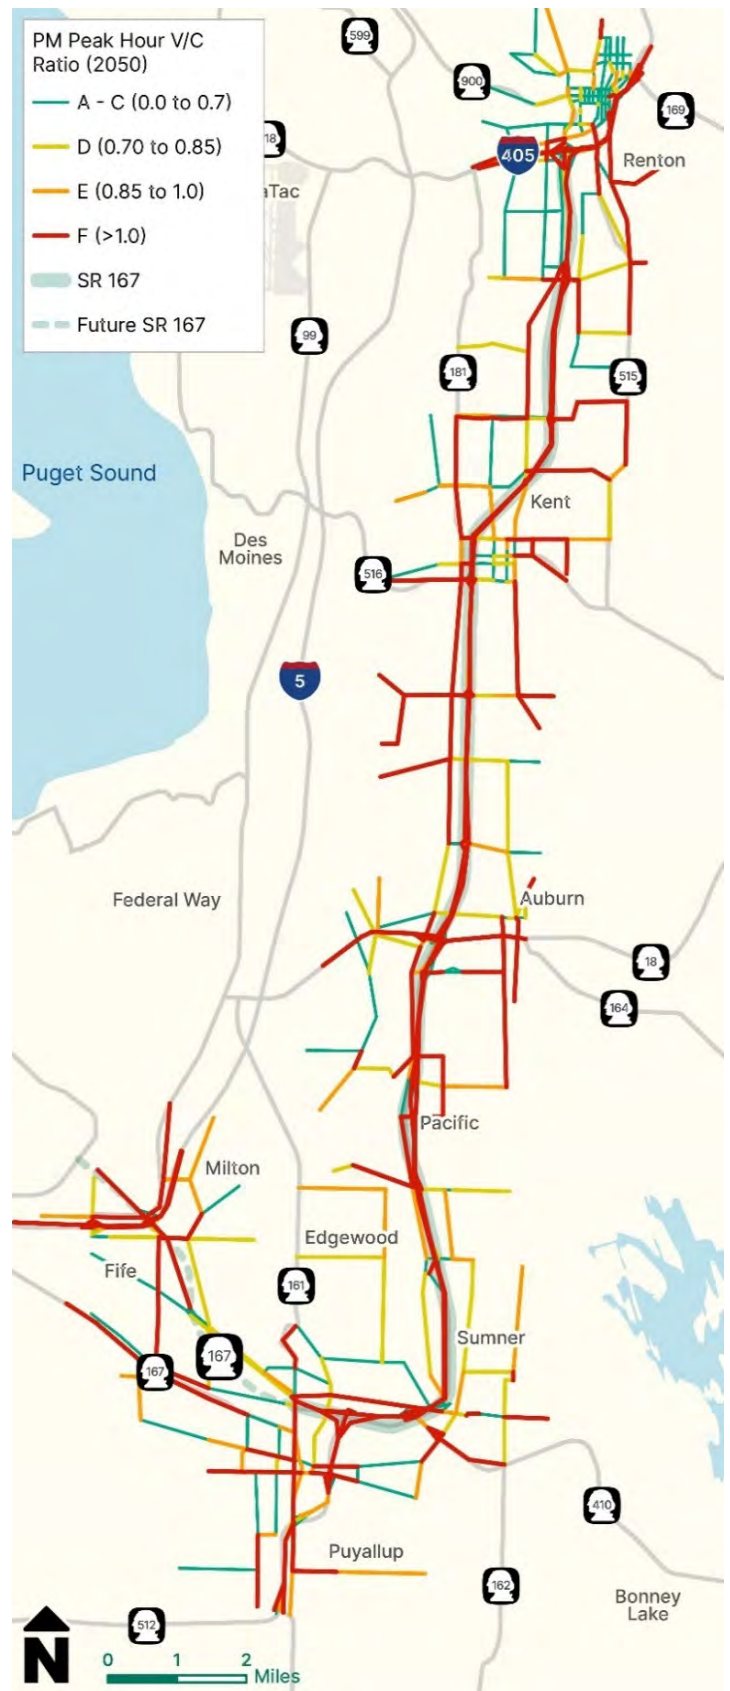 PM Peak Hour V/C
Ratio (2050)
A - C (0.0 to 0.7)
D (0.70 to 0.85)
E (0.85 to 1.0)
F (>1.0)
SR 167
Future SR 167
599
900
169
18
405
Renton
aTac
99
181
515
Puget Sound
Kent
Des
Moines
516
5
Federal Way
Auburn
18
164
Pacific
Milton
Edgewood
Fife
161
167
Sumner
167
410
Puyallup
162
Bonney
Lake
512
N
0 1 2
Miles